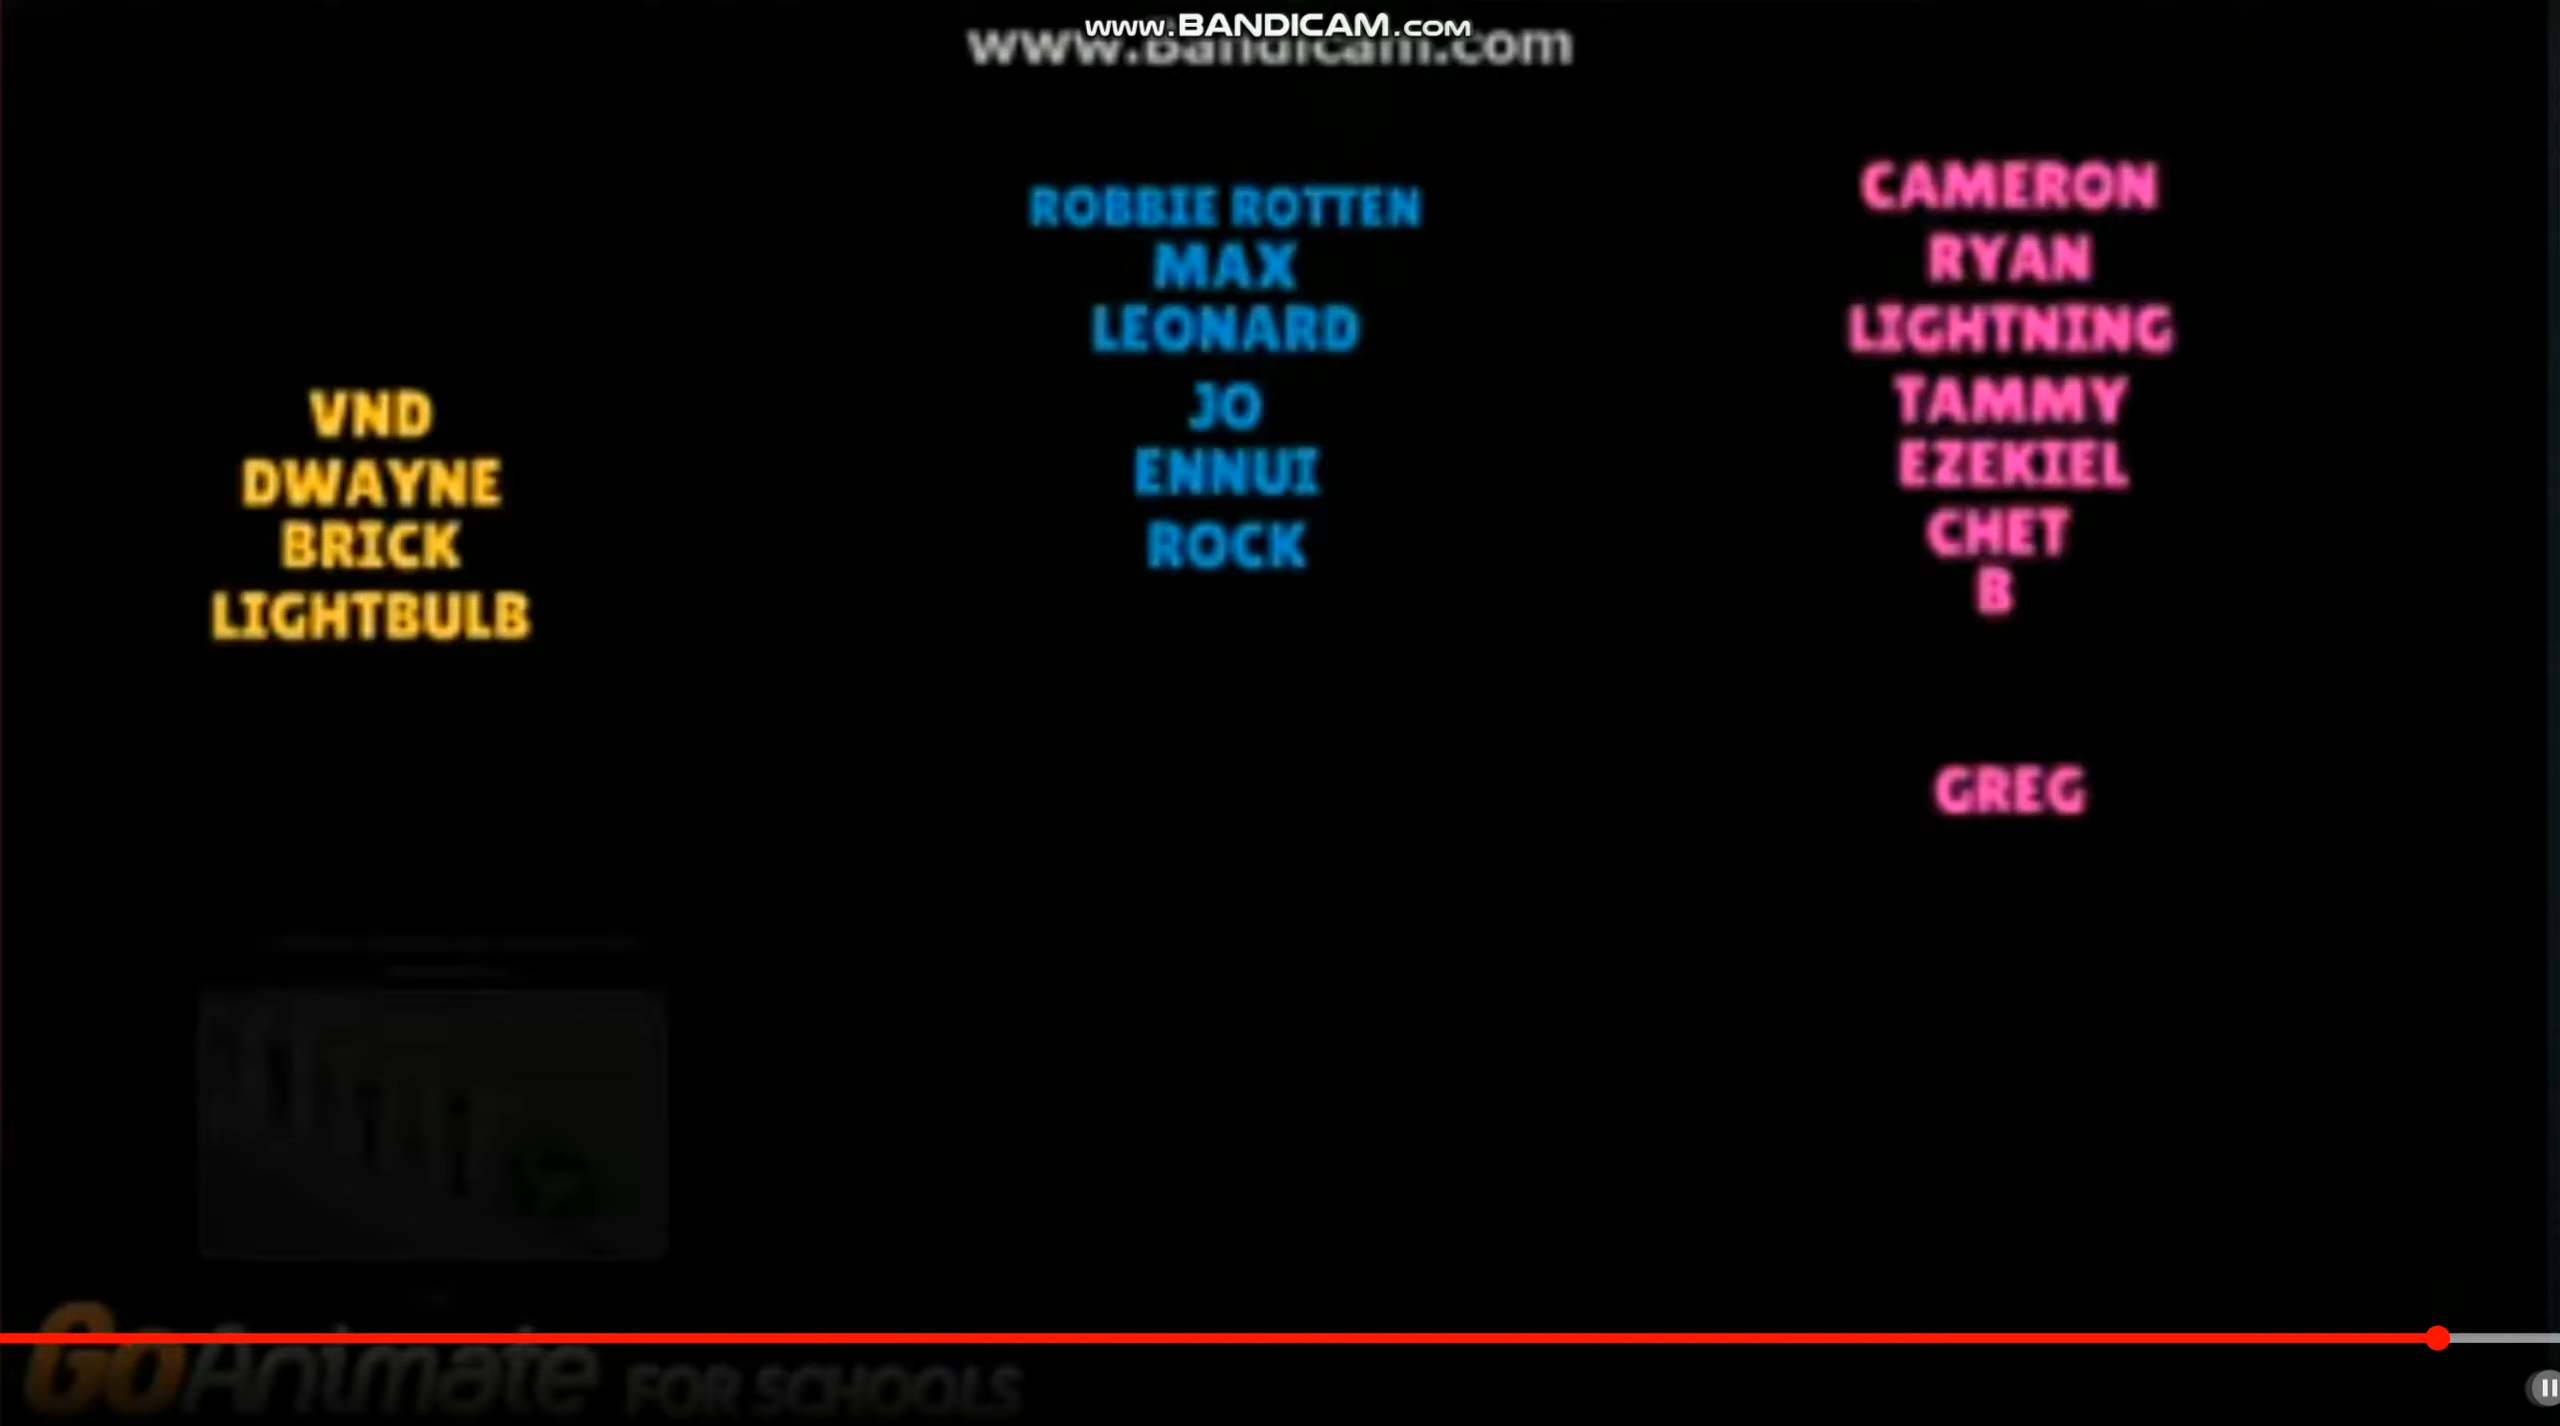 www.BANDICAM.com
www.Bandicam.com
VND
DWAYNE
BRICK
LIGHTBULB
ROBBIE ROTTEN
MAX
LEONARD
JO
ENNUI
ROCK
CAMERON
RYAN
LIGHTNING
TAMMY
EZEKIEL
CHET
B
GREG
GoAnimate FOR SCHOOLS